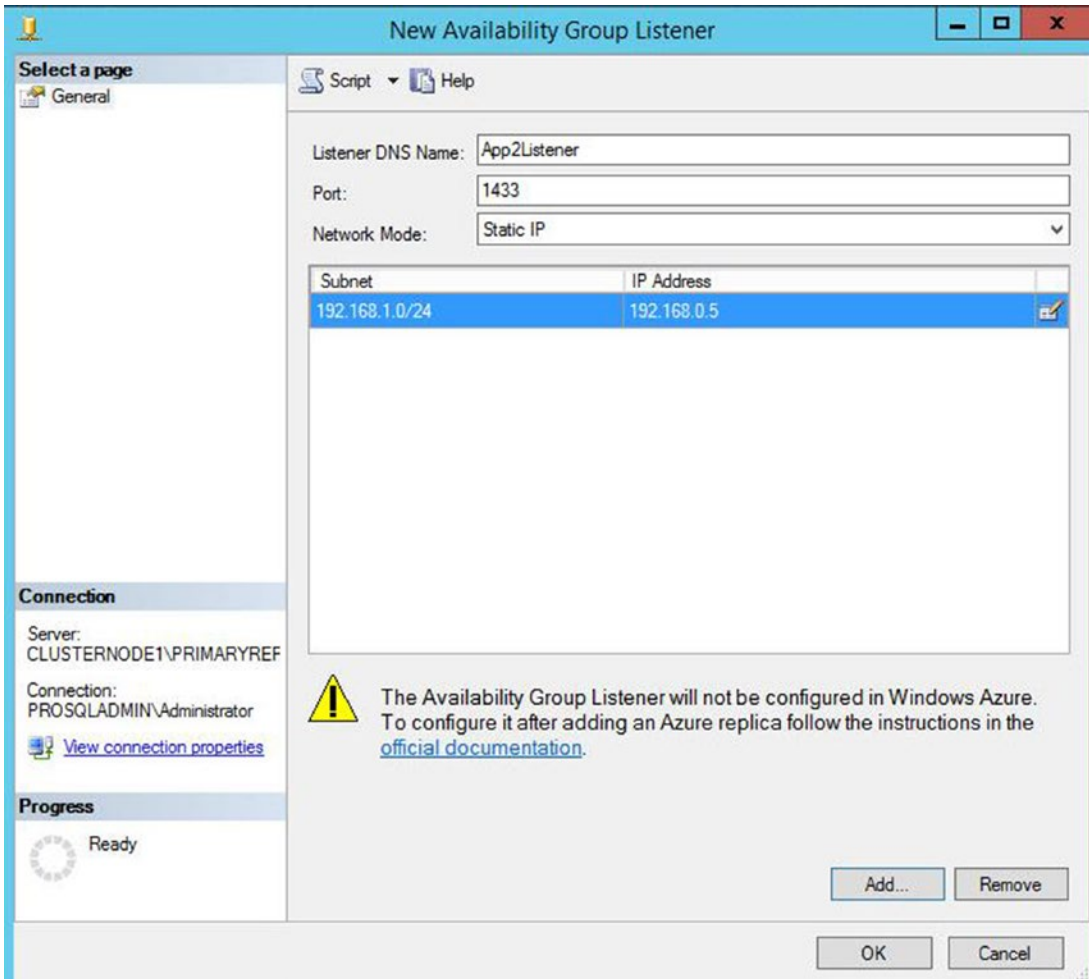 New Availability Group Listener
Select a page
General
Script
Help
Listener DNS Name:
App2Listener
Port:
1433
Network Mode:
Static IP
Subnet
IP Address
192.168.1.0/24
192.168.0.5
Connection
Server:
CLUSTERNODE1\PRIMARYREF
Connection:
PROSQLADMIN\Administrator
View connection properties
Progress
Ready
The Availability Group Listener will not be configured in Windows Azure.
To configure it after adding an Azure replica follow the instructions in the
official documentation.
Add...
Remove
OK
Cancel